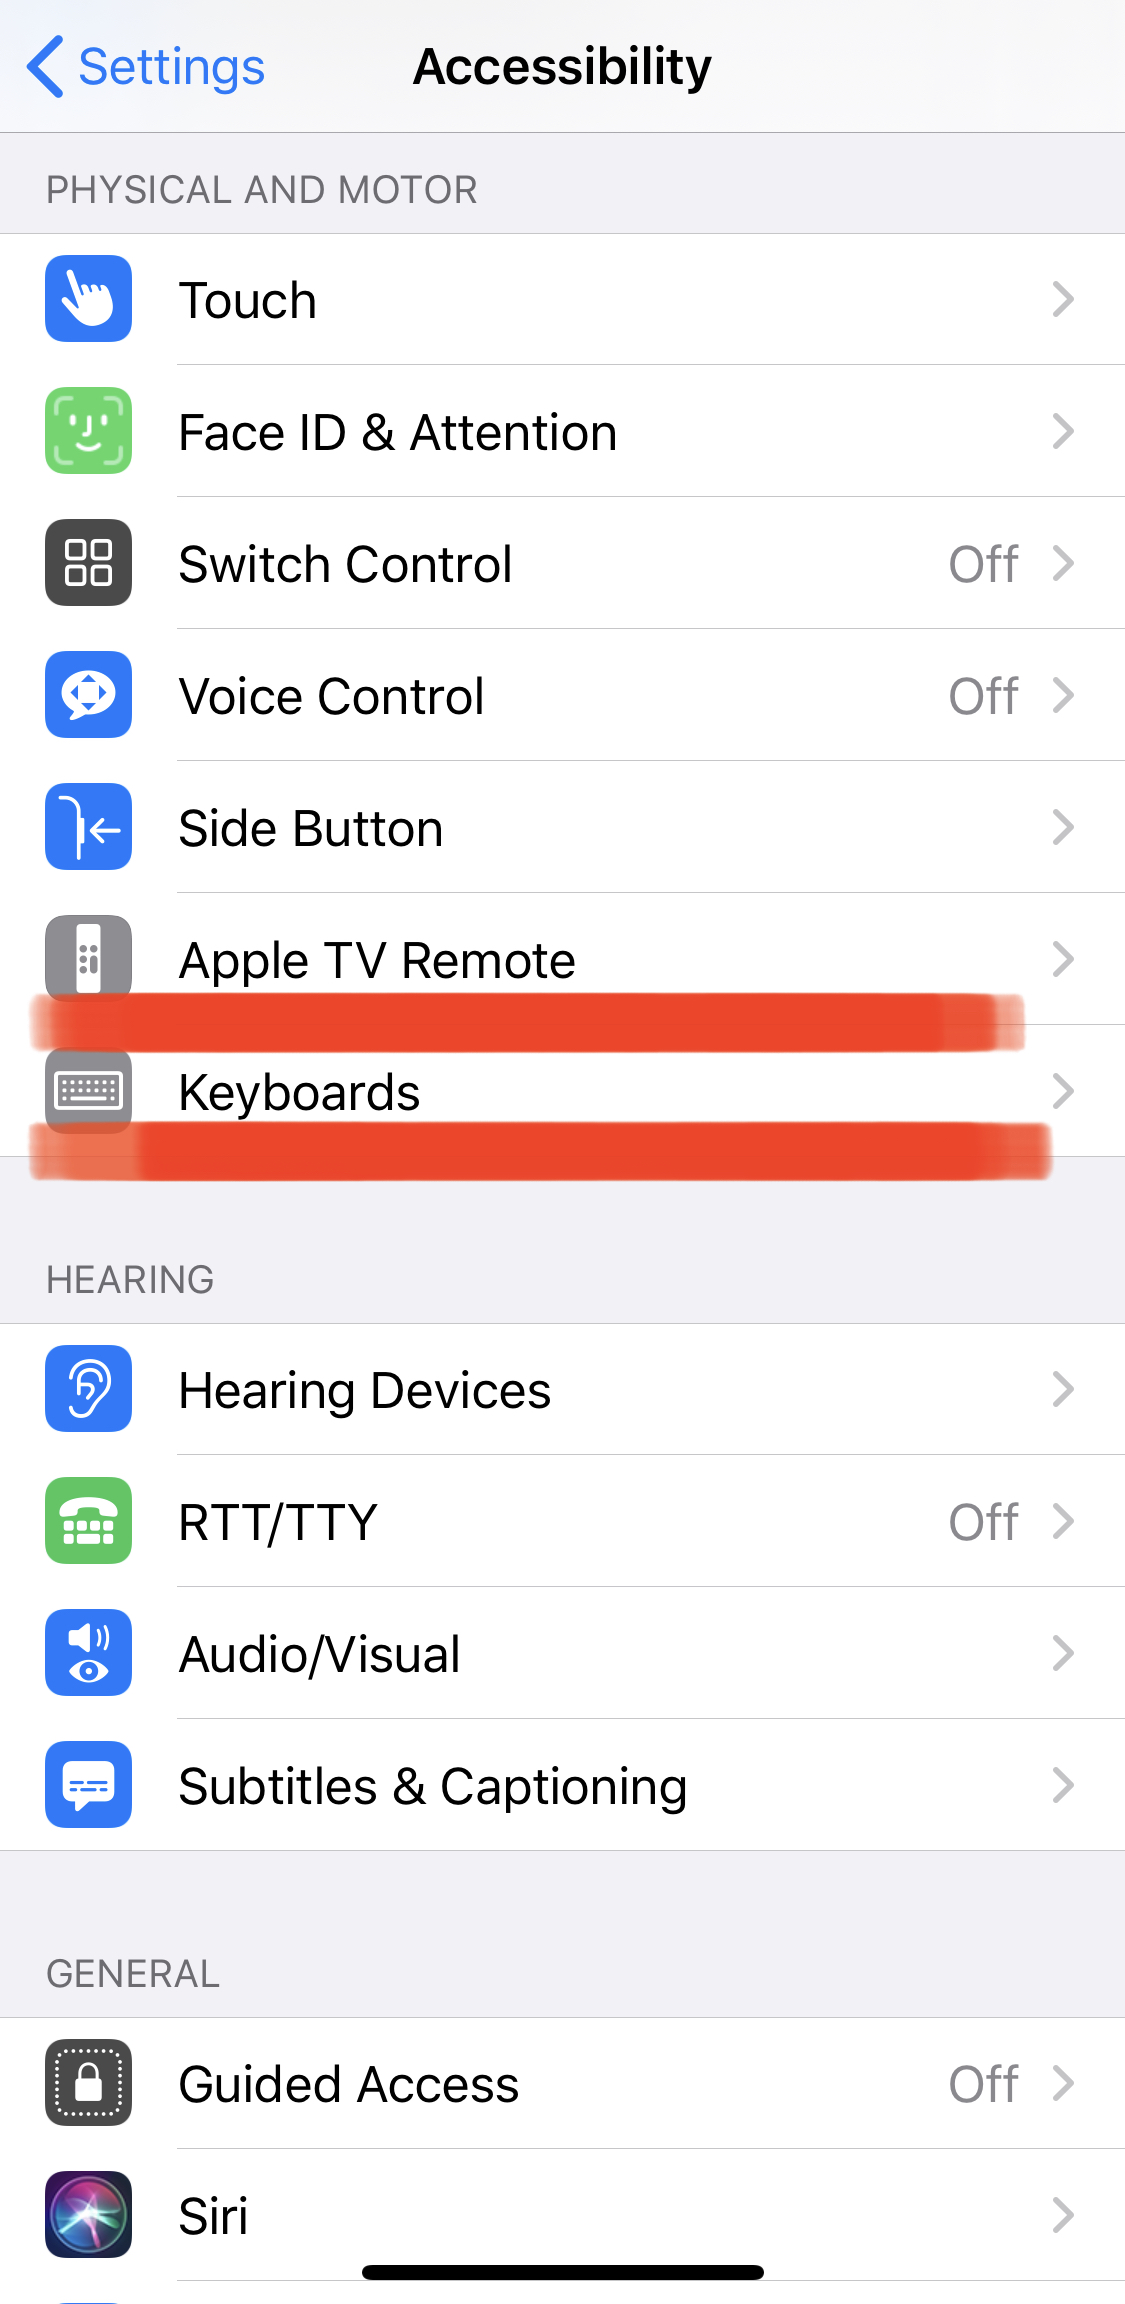 Settings
Accessibility
PHYSICAL AND MOTOR
Touch
Face ID & Attention
Switch Control Off
Voice Control Off
Side Button
Apple TV Remote
Keyboards
HEARING
Hearing Devices
RTT/TTY Off
Audio/Visual
Subtitles & Captioning
GENERAL
Guided Access Off
Siri